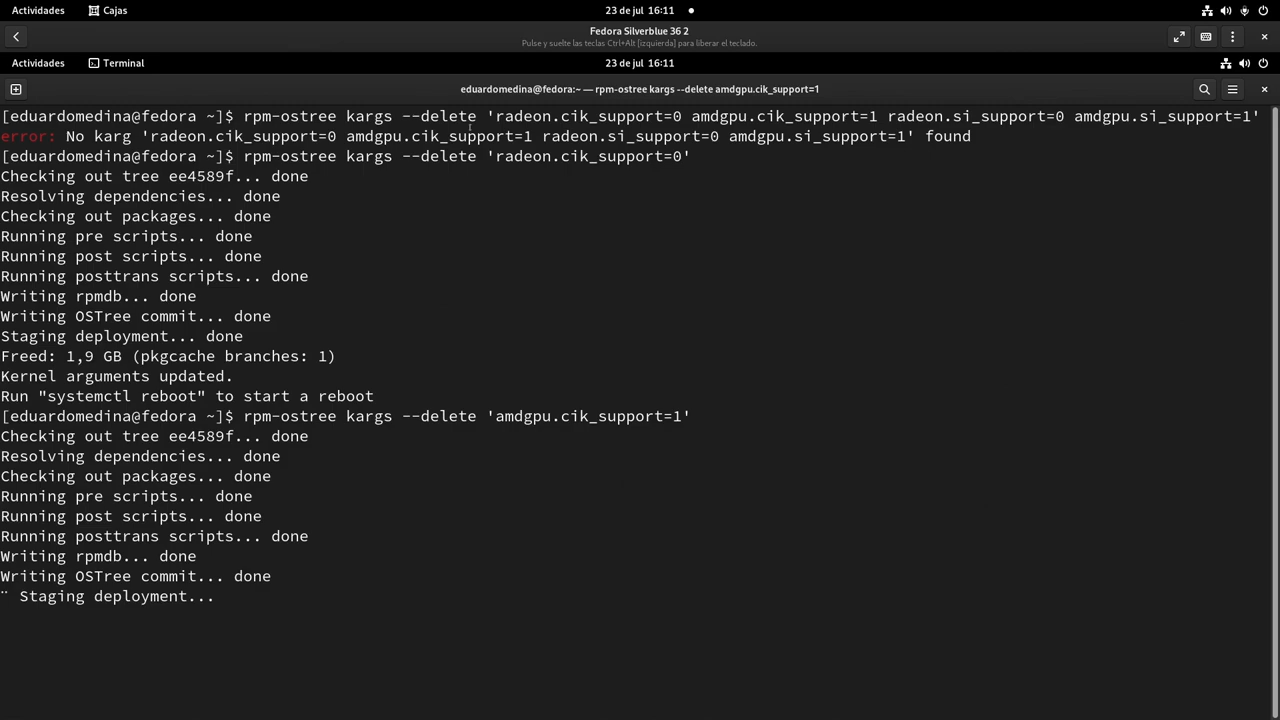 Actividades Cajas 23 de jul 16:11
Fedora Silverblue 36 2
Pulse y suelte las teclas Ctrl+Alt [izquierda] para liberar el teclado.
Actividades Terminal 23 de jul 16:11
eduardomedina@fedora:~ — rpm-ostree kargs --delete amdgpu.cik_support=1
[eduardomedina@fedora ~]$ rpm-ostree kargs --delete 'radeon.cik_support=0 amdgpu.cik_support=1 radeon.si_support=0 amdgpu.si_support=1'
error: No karg 'radeon.cik_support=0 amdgpu.cik_support=1 radeon.si_support=0 amdgpu.si_support=1' found
[eduardomedina@fedora ~]$ rpm-ostree kargs --delete 'radeon.cik_support=0'
Checking out tree ee4589f... done
Resolving dependencies... done
Checking out packages... done
Running pre scripts... done
Running post scripts... done
Running posttrans scripts... done
Writing rpmdb... done
Writing OSTree commit... done
Staging deployment... done
Freed: 1,9 GB (pkgcache branches: 1)
Kernel arguments updated.
Run "systemctl reboot" to start a reboot
[eduardomedina@fedora ~]$ rpm-ostree kargs --delete 'amdgpu.cik_support=1'
Checking out tree ee4589f... done
Resolving dependencies... done
Checking out packages... done
Running pre scripts... done
Running post scripts... done
Running posttrans scripts... done
Writing rpmdb... done
Writing OSTree commit... done
⠉ Staging deployment...